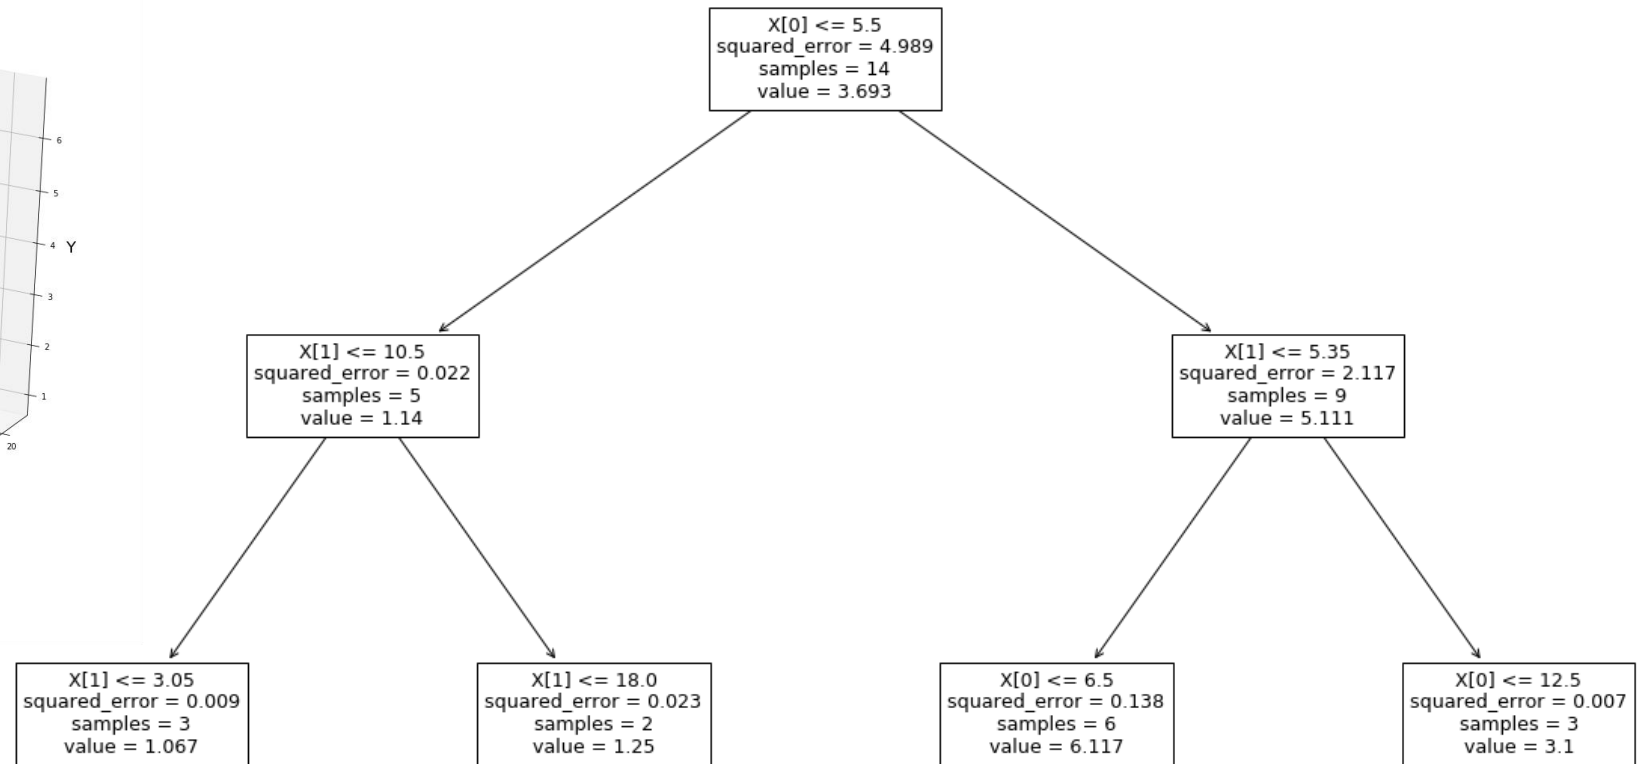 X[0] <= 5.5
squared_error = 4.989
samples = 14
value = 3.693
6
5
4 Y
3
2
1
20
X[1] <= 10.5
squared_error = 0.022
samples = 5
value = 1.14
X[1] <= 5.35
squared_error = 2.117
samples = 9
value = 5.111
X[1] <= 3.05
squared_error = 0.009
samples = 3
value = 1.067
X[1] <= 18.0
squared_error = 0.023
samples = 2
value = 1.25
X[0] <= 6.5
squared_error = 0.138
samples = 6
value = 6.117
X[0] <= 12.5
squared_error = 0.007
samples = 3
value = 3.1